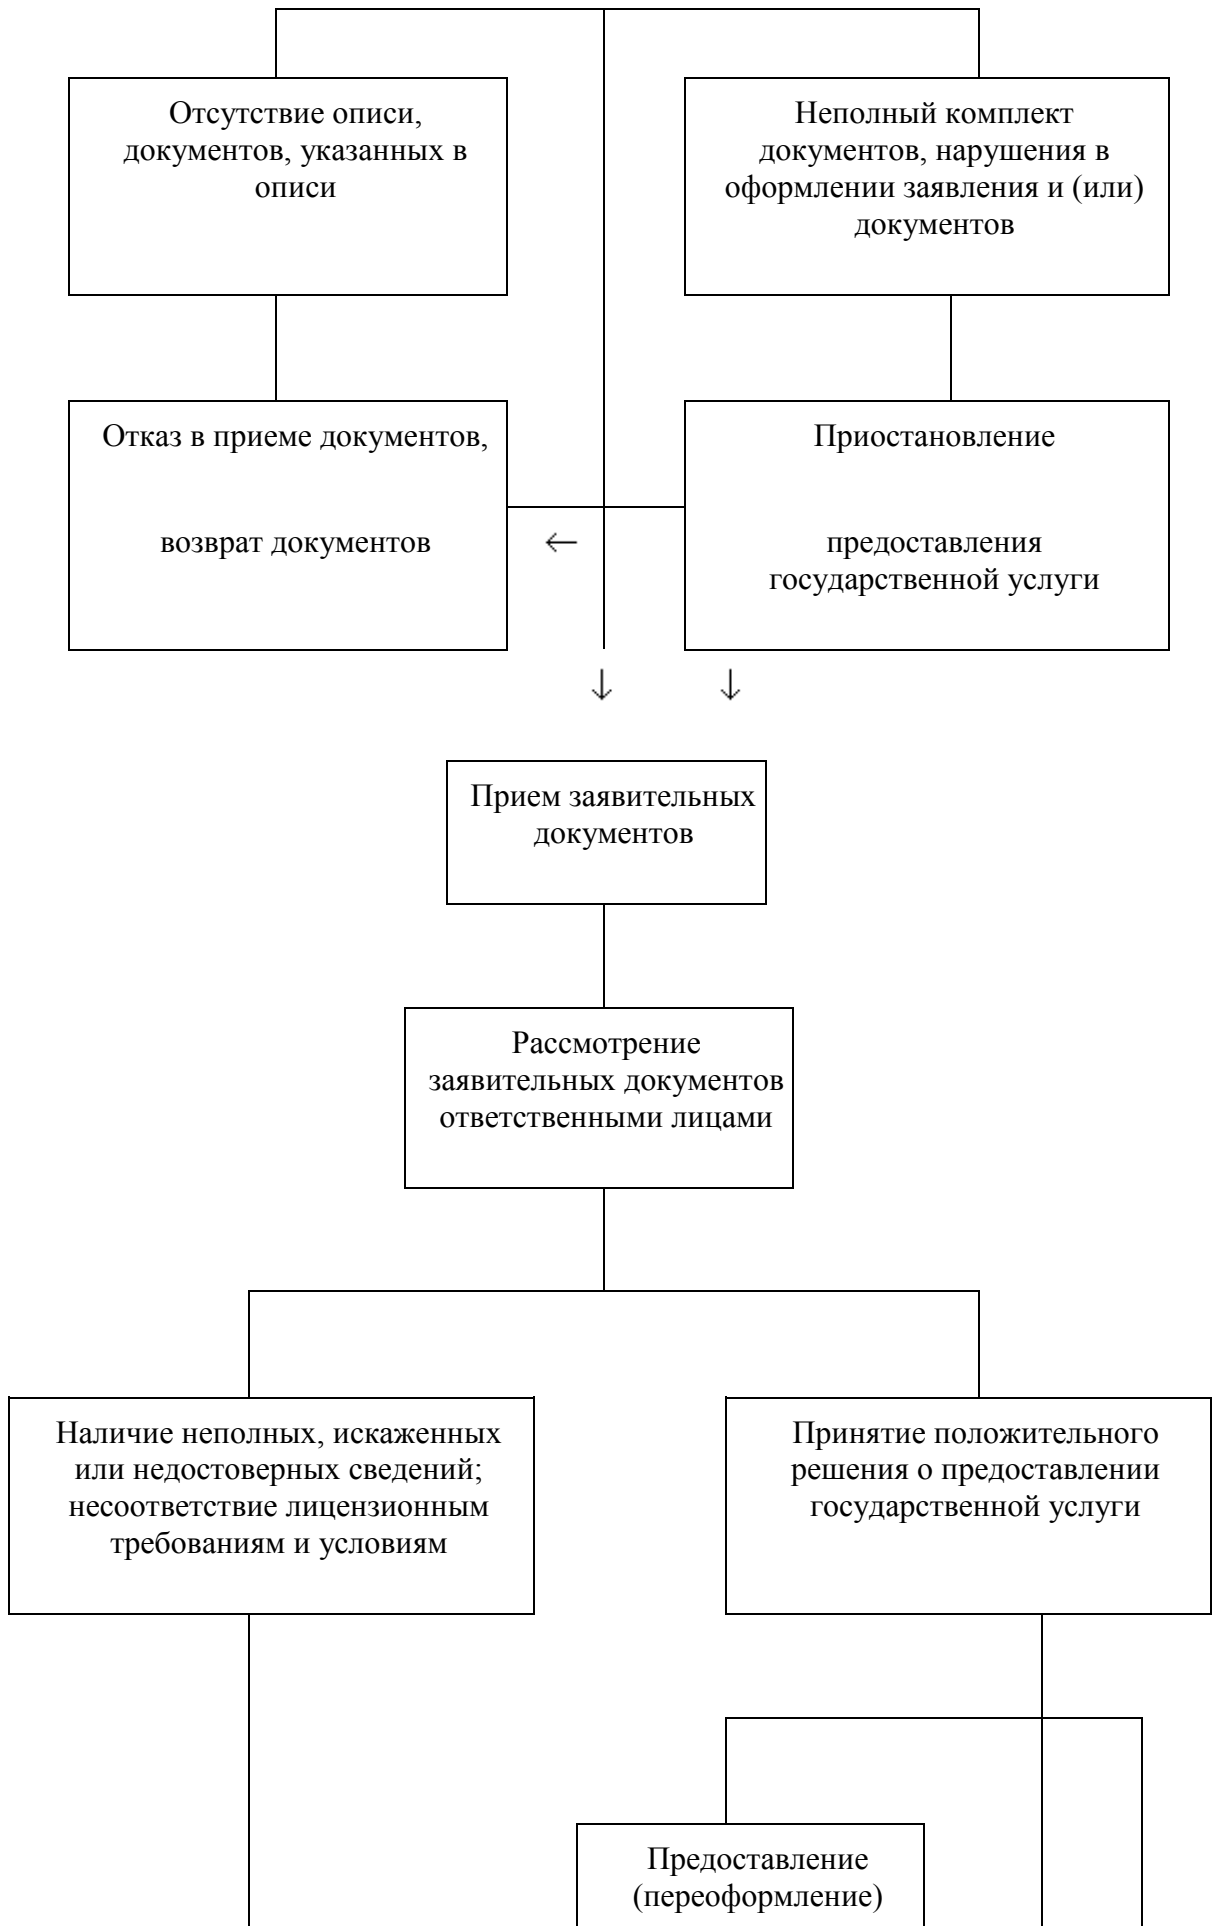 Отсутствие описи,
документов, указанных в
описи
Неполный комплект
документов, нарушения в
оформлении заявления и (или)
документов
Отказ в приеме документов,
возврат документов
←
Приостановление
предоставления
государственной услуги
↓ ↓
Прием заявительных
документов
Рассмотрение
заявительных документов
ответственными лицами
Наличие неполных, искаженных
или недостоверных сведений;
несоответствие лицензионным
требованиям и условиям
Принятие положительного
решения о предоставлении
государственной услуги
Предоставление
(переоформление)